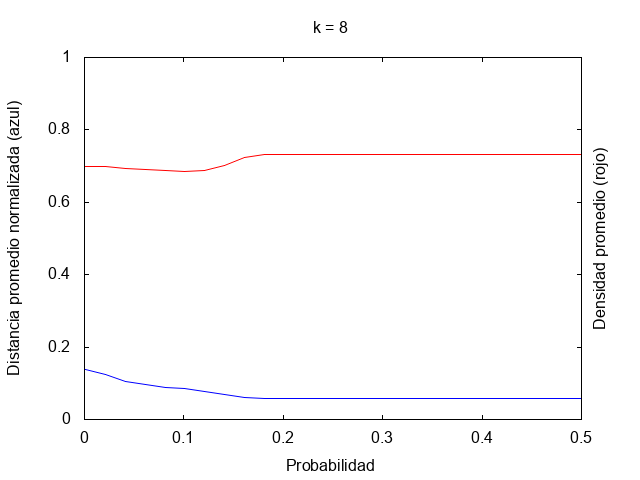 k = 8
Distancia promedio normalizada (azul)
1
0.8
0.6
0.4
0.2
0
0 0.1 0.2 0.3 0.4 0.5
Probabilidad
Densidad promedio (rojo)